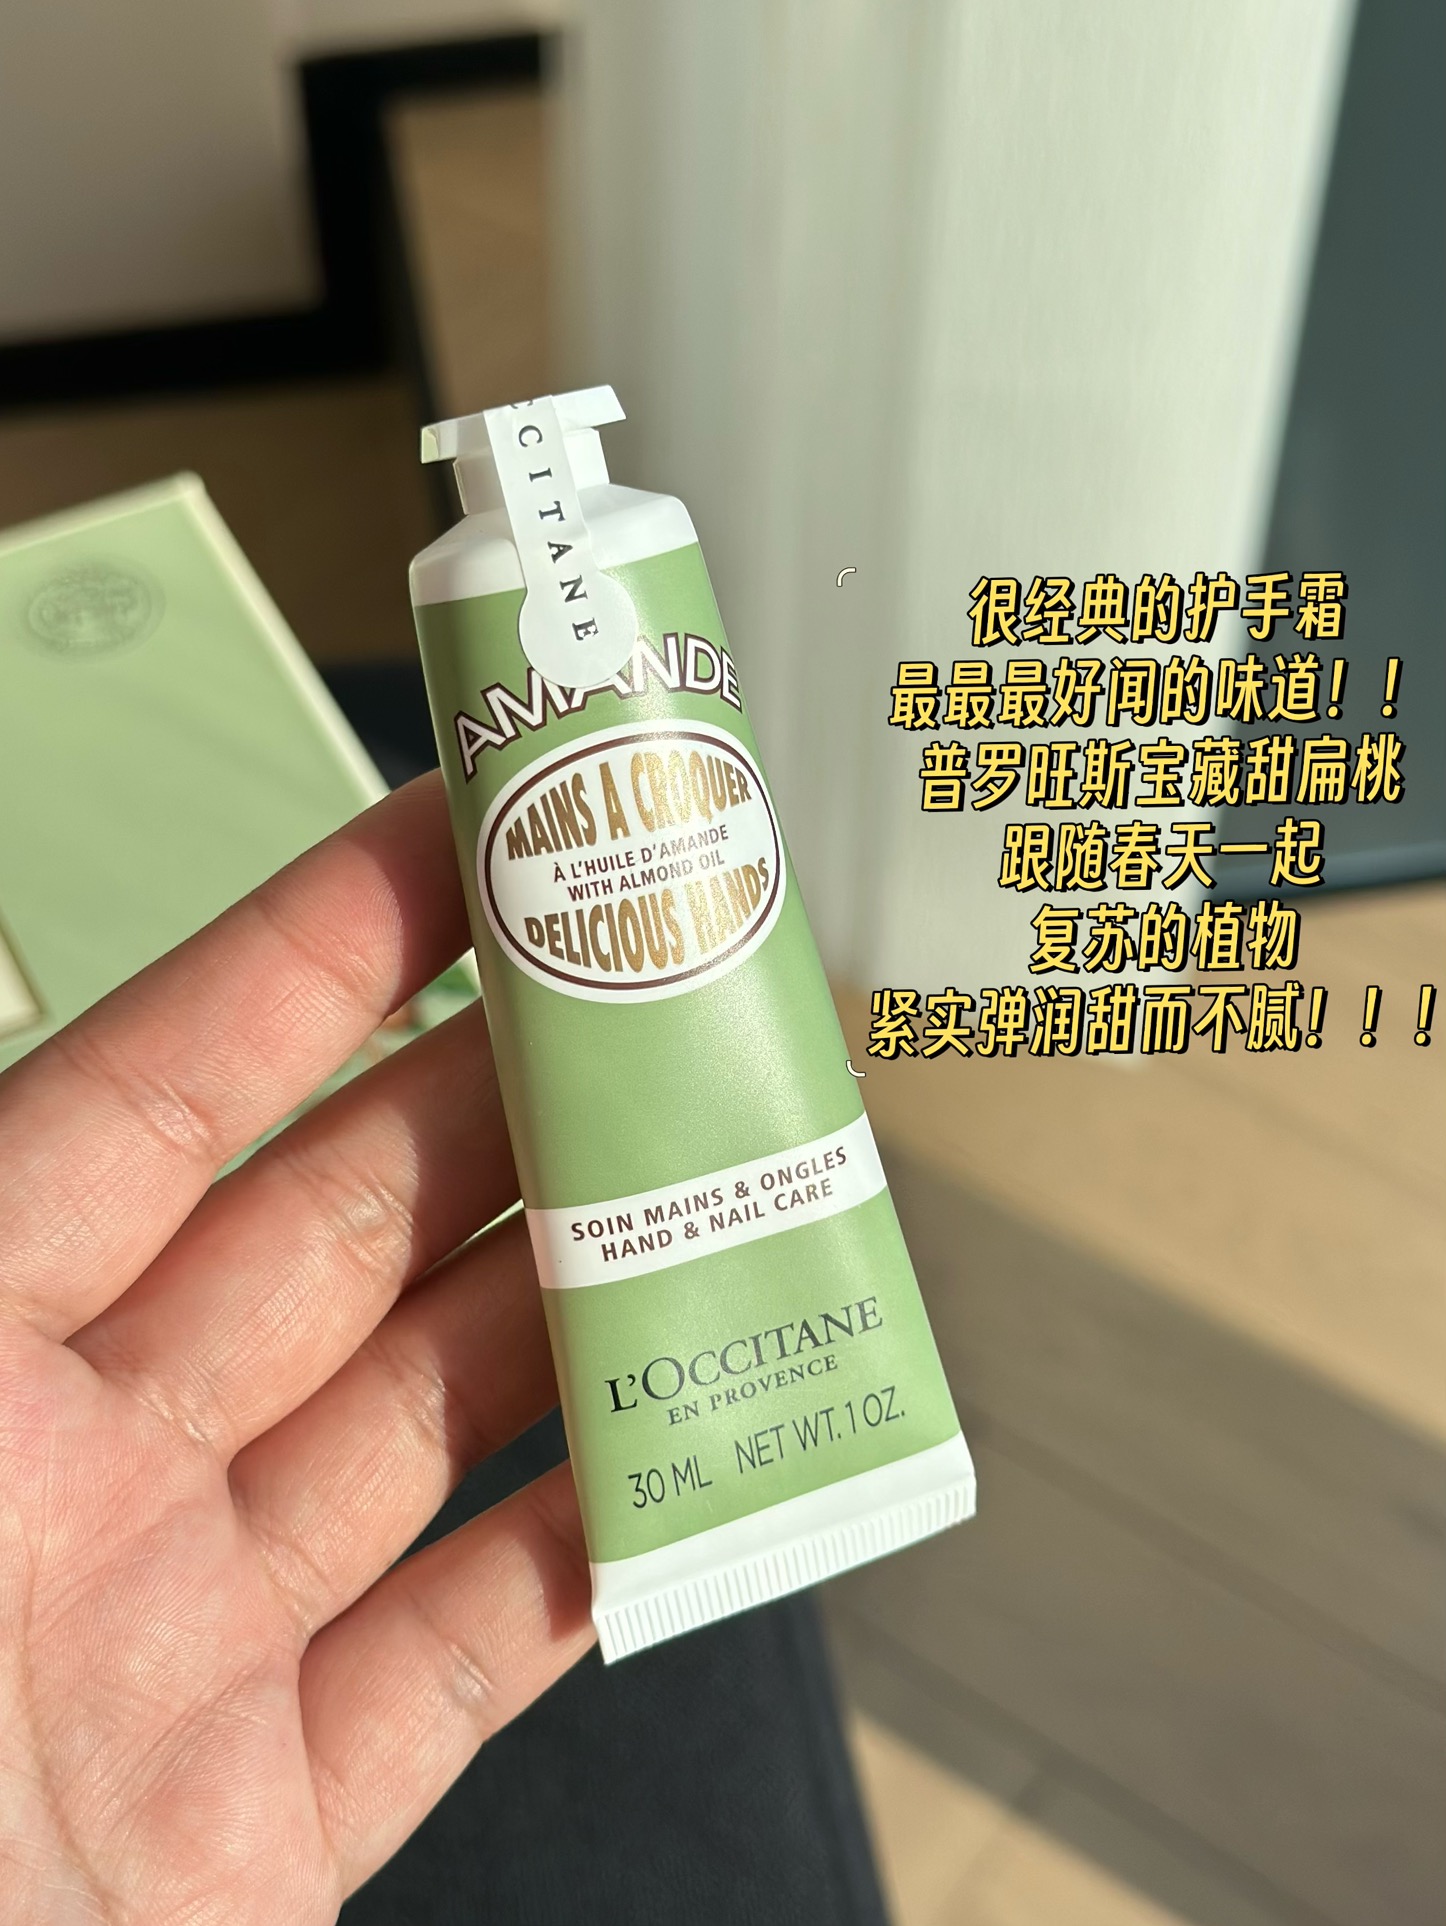 CCITANE
AMANDE
MAINS A CROQUER
À L'HUILE D'AMANDE
WITH ALMOND OIL
DELICIOUS HANDS
SOIN MAINS & ONGLES
HAND & NAIL CARE
L'OCCITANE
EN PROVENCE
30 ML NET WT. 1 OZ.
很经典的护手霜
最最最好闻的味道！！
普罗旺斯宝藏甜扁桃
跟随春天一起
复苏的植物
紧实弹润甜而不腻！！！